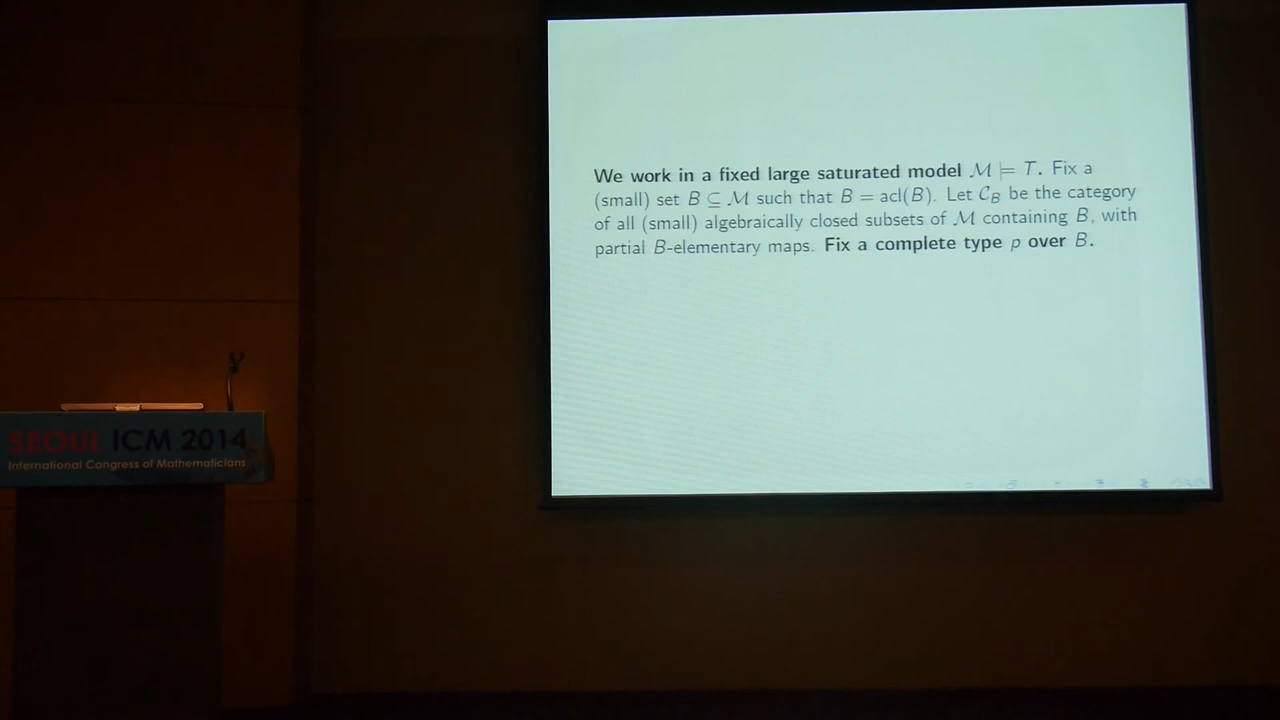 We work in a fixed large saturated model ℳ ⊨ T. Fix a
(small) set B ⊆ ℳ such that B = acl(B). Let 𝒞_B be the category
of all (small) algebraically closed subsets of ℳ containing B, with
partial B-elementary maps. Fix a complete type p over B.
SEOUL ICM 2014
International Congress of Mathematicians